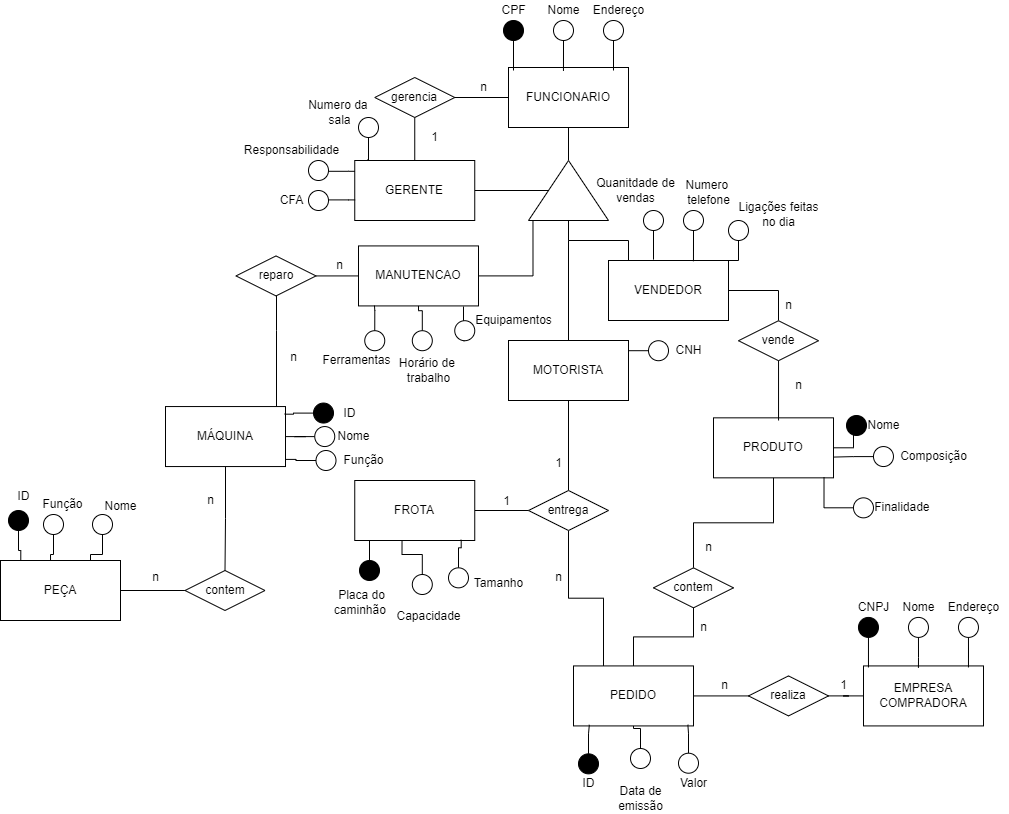 CPF
Nome
Endereço
FUNCIONARIO
n
gerencia
1
Numero da
sala
Responsabilidade
CFA
GERENTE
Quanitdade de
vendas
Numero
telefone
Ligações feitas
no dia
VENDEDOR
n
vende
n
reparo
n
MANUTENCAO
Equipamentos
Ferramentas
Horário de
trabalho
n
MOTORISTA
CNH
MÁQUINA
ID
Nome
Função
PRODUTO
Nome
Composição
Finalidade
n
1
ID
Função
Nome
PEÇA
n
contem
FROTA
1
entrega
Placa do
caminhão
Capacidade
Tamanho
n
n
contem
n
CNPJ
Nome
Endereço
PEDIDO
n
realiza
1
EMPRESA
COMPRADORA
ID
Data de
emissão
Valor